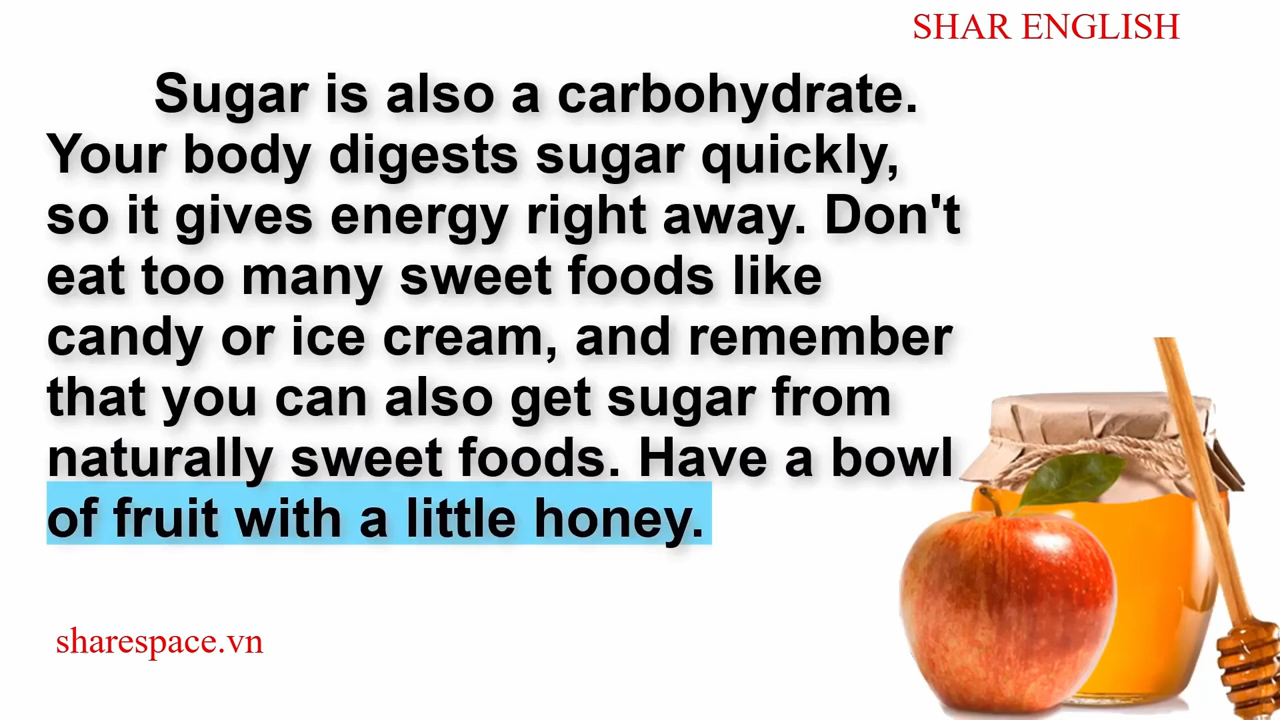 SHAR ENGLISH
Sugar is also a carbohydrate.
Your body digests sugar quickly,
so it gives energy right away. Don't
eat too many sweet foods like
candy or ice cream, and remember
that you can also get sugar from
naturally sweet foods. Have a bowl
of fruit with a little honey.
sharespace.vn